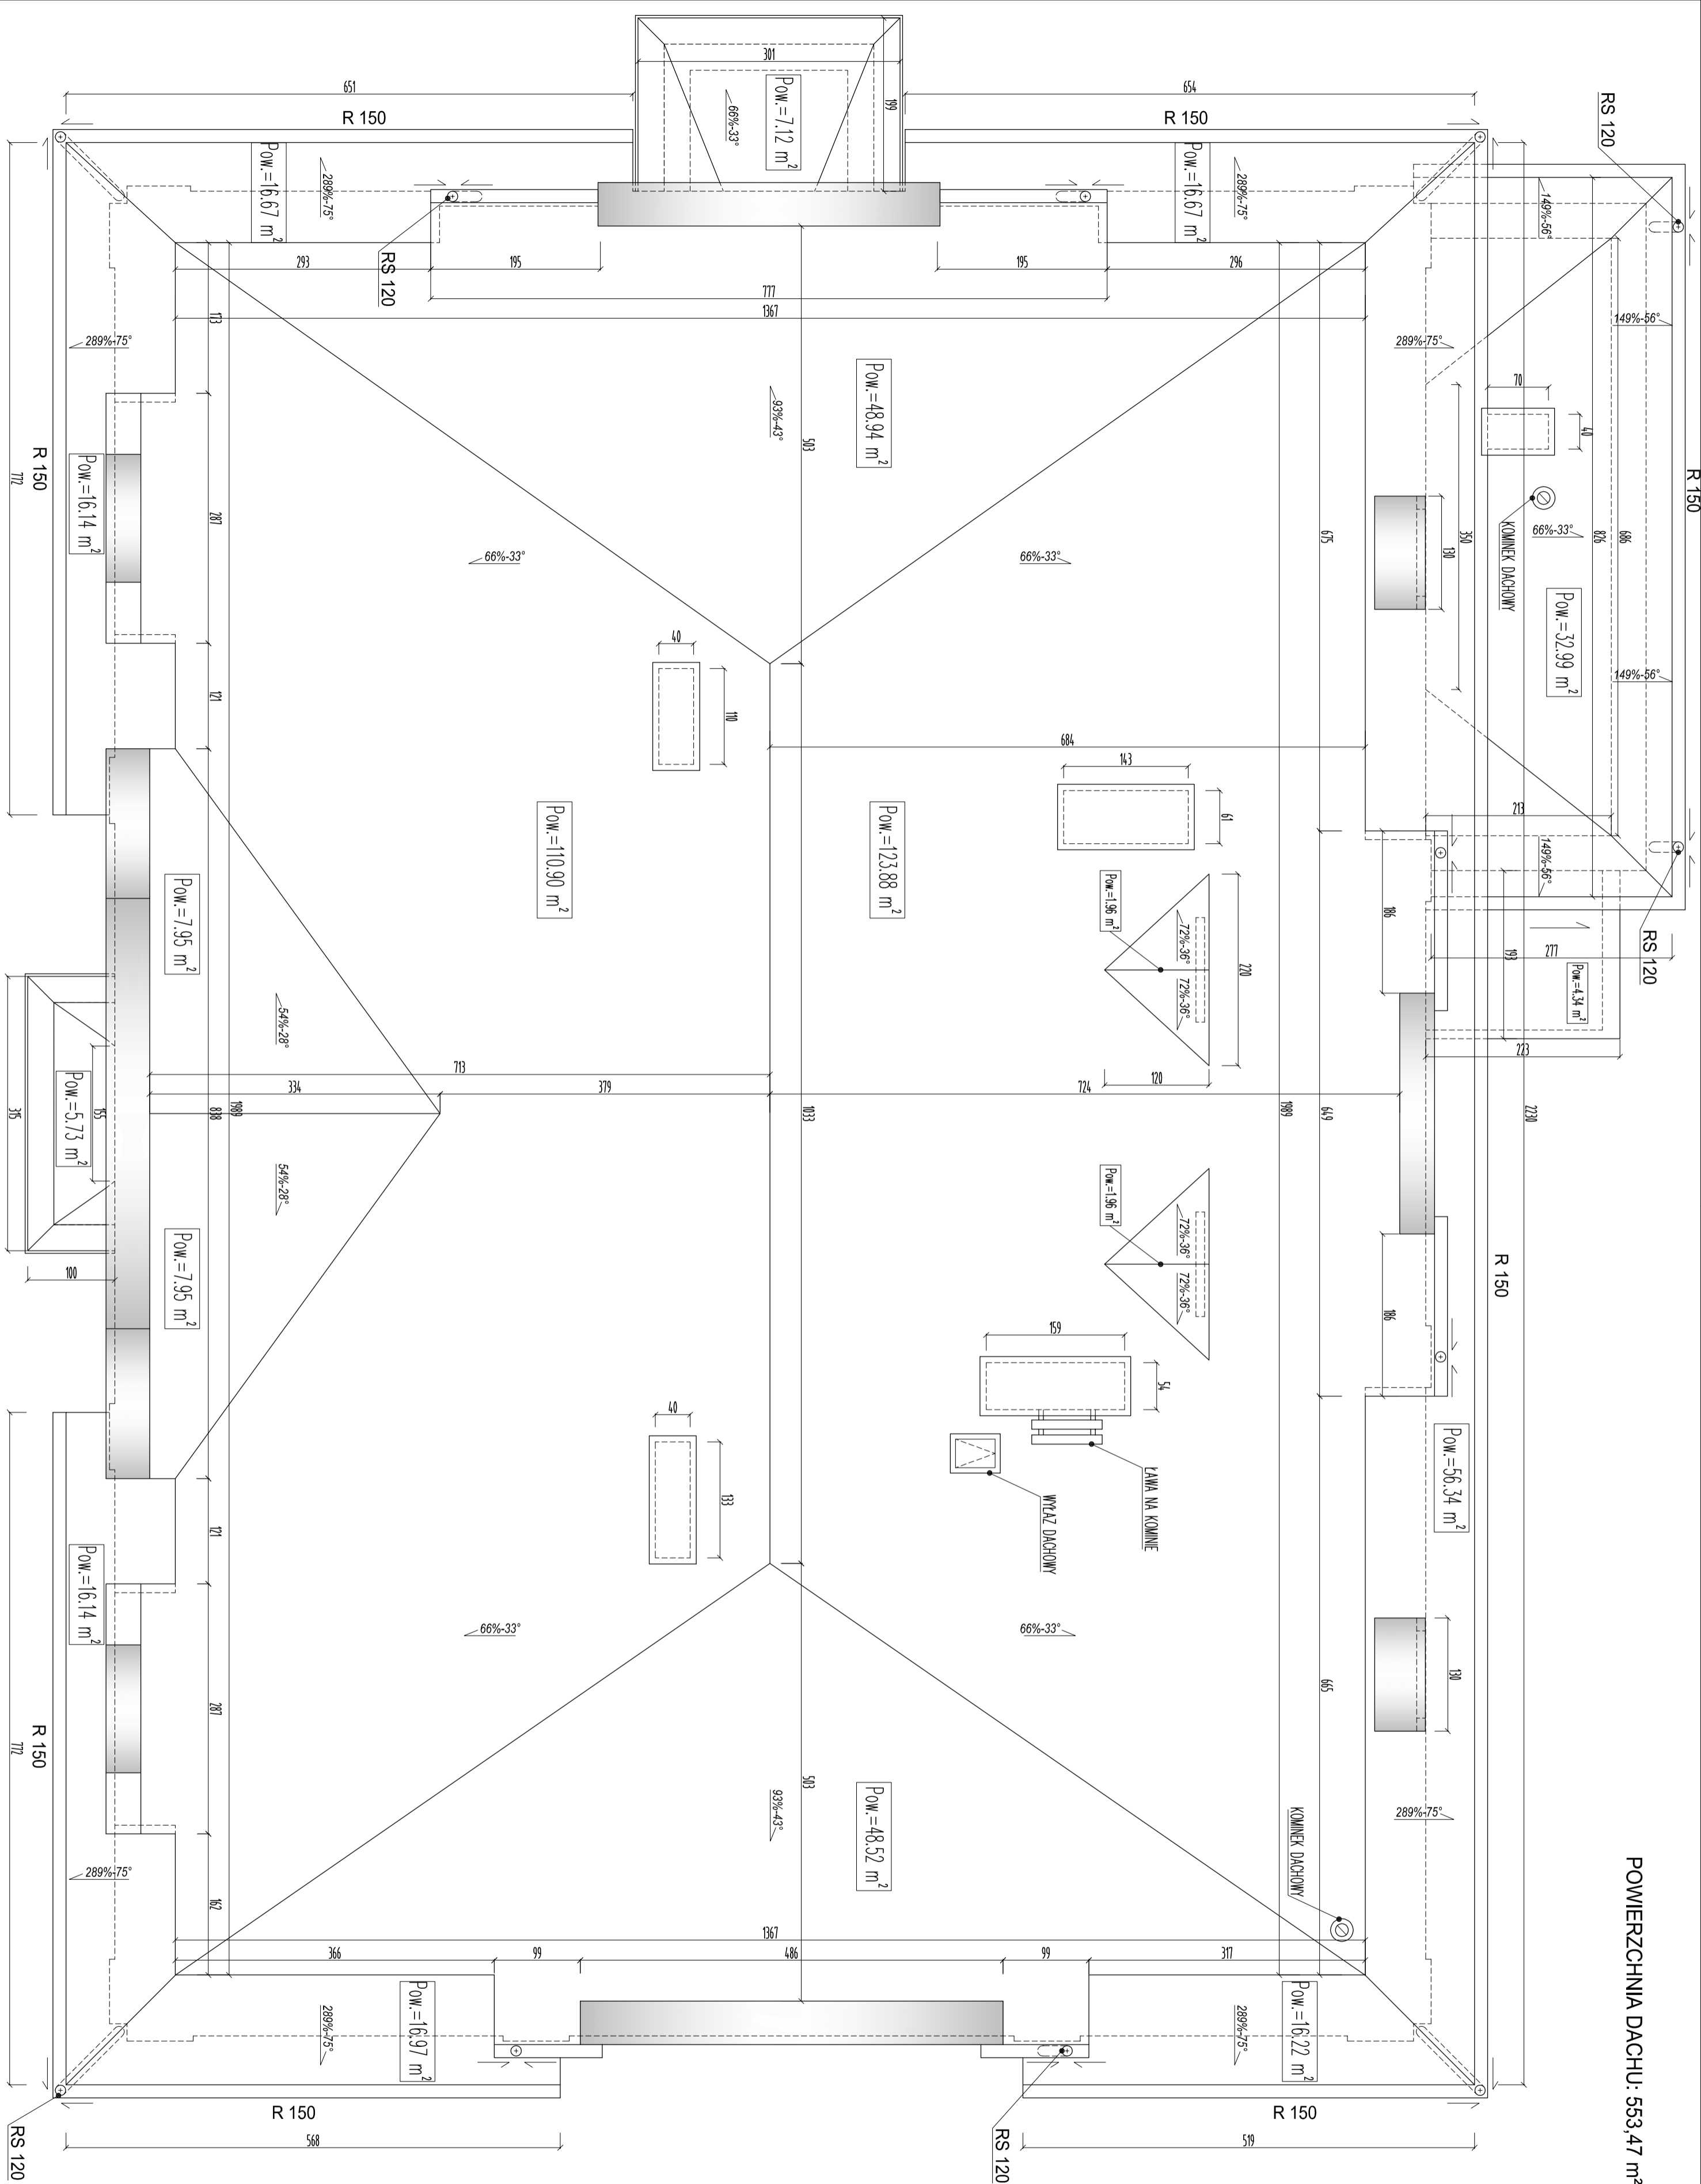 POWIERZCHNIA DACHU: 553,47 m²
RS 120
R 150
301
199
Pow.=7.12 m²
66%-33°
651
R 150
654
R 150
RS 120
Pow.=16.67 m²
289%-75°
Pow.=16.67 m²
289%-75°
149%-56°
RS 120
293
195
195
296
777
1367
173
289%-75°
289%-75°
149%-56°
70
40
Pow.=48.94 m²
93%-43°
503
R 150
772
Pow.=16.14 m²
287
66%-33°
66%-33°
675
130
350
KOMINEK DACHOWY
66%-33°
826
686
Pow.=32.99 m²
149%-56°
40
110
121
684
143
61
213
149%-56°
Pow.=110.90 m²
Pow.=123.88 m²
Pow.=1.96 m²
72%-36°
72%-36°
220
120
186
277
193
RS 120
Pow.=4.34 m²
223
Pow.=7.95 m²
54%-28°
713
334
379
724
1033
838
1989
1989
649
2230
315
155
Pow.=5.73 m²
100
54%-28°
Pow.=7.95 m²
Pow.=1.96 m²
72%-36°
72%-36°
R 150
186
159
54
ŁAWA NA KOMINIE
WYŁAZ DACHOWY
40
133
121
Pow.=56.34 m²
Pow.=16.14 m²
66%-33°
66%-33°
665
130
R 150
772
287
289%-75°
93%-43°
503
Pow.=48.52 m²
KOMINEK DACHOWY
289%-75°
162
1367
366
99
486
99
317
Pow.=16.97 m²
289%-75°
Pow.=16.22 m²
289%-75°
R 150
R 150
568
519
RS 120
RS 120